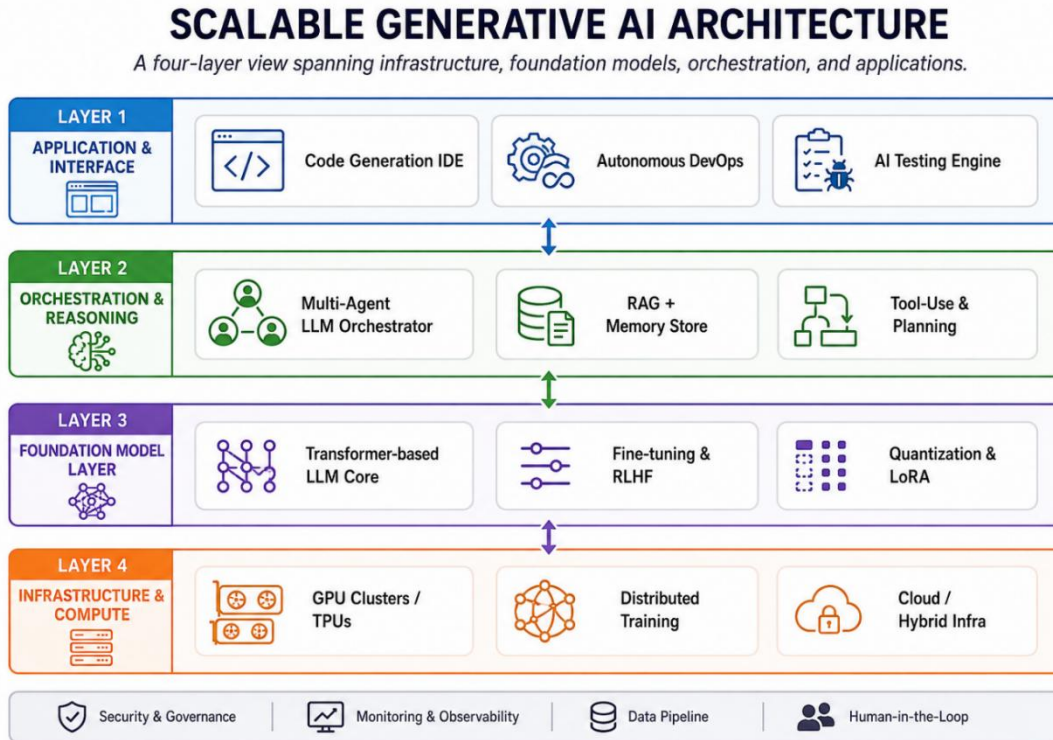 SCALABLE GENERATIVE AI ARCHITECTURE
A four-layer view spanning infrastructure, foundation models, orchestration, and applications.
LAYER 1
APPLICATION &
INTERFACE
</>
Code Generation IDE
Autonomous DevOps
AI Testing Engine
LAYER 2
ORCHESTRATION &
REASONING
Multi-Agent
LLM Orchestrator
RAG +
Memory Store
Tool-Use &
Planning
LAYER 3
FOUNDATION MODEL
LAYER
Transformer-based
LLM Core
Fine-tuning &
RLHF
Quantization &
LoRA
LAYER 4
INFRASTRUCTURE &
COMPUTE
GPU Clusters /
TPUs
Distributed
Training
Cloud /
Hybrid Infra
Security & Governance
Monitoring & Observability
Data Pipeline
Human-in-the-Loop